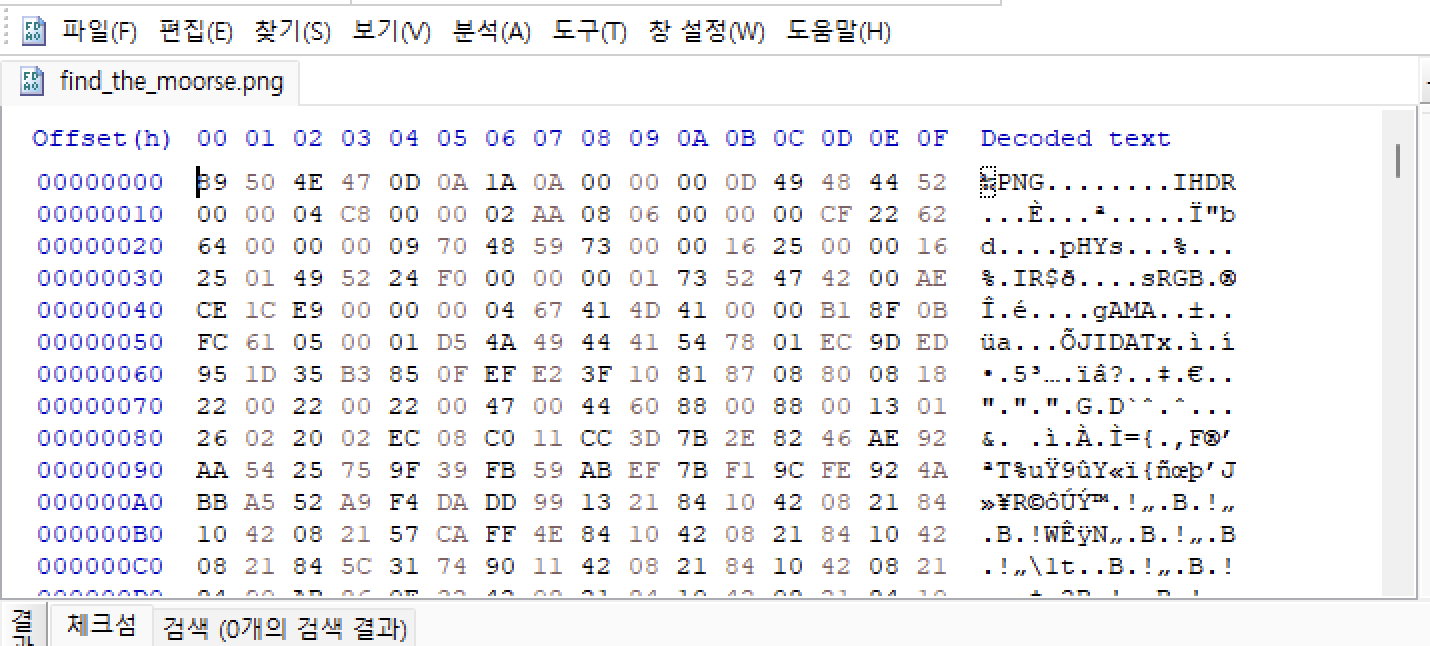 파일(F) 편집(E) 찾기(S) 보기(V) 분석(A) 도구(T) 창 설정(W) 도움말(H)
find_the_moorse.png
Offset(h) 00 01 02 03 04 05 06 07 08 09 0A 0B 0C 0D 0E 0F Decoded text
00000000 89 50 4E 47 0D 0A 1A 0A 00 00 00 0D 49 48 44 52 ‰PNG........IHDR
00000010 00 00 04 C8 00 00 02 AA 08 06 00 00 00 CF 22 62 ...È...ª.....Ï"b
00000020 64 00 00 00 09 70 48 59 73 00 00 16 25 00 00 16 d....pHYs...%...
00000030 25 01 49 52 24 F0 00 00 00 01 73 52 47 42 00 AE %.IR$ð....sRGB.®
00000040 CE 1C E9 00 00 00 04 67 41 4D 41 00 00 B1 8F 0B Î.é....gAMA..±..
00000050 FC 61 05 00 01 D5 4A 49 44 41 54 78 01 EC 9D ED üa...ÕJIDATx.ì.í
00000060 95 1D 35 B3 85 0F EF E2 3F 10 81 87 08 80 08 18 •.5³….ïâ?..‡.€..
00000070 22 00 22 00 22 00 47 00 44 60 88 00 88 00 13 01 ".".".G.D`ˆ.ˆ...
00000080 26 02 20 02 EC 08 C0 11 CC 3D 7B 2E 82 46 AE 92 &. .ì.À.Ì={.‚F®’
00000090 AA 54 25 75 9F 39 FB 59 AB EF 7B F1 9C FE 92 4A ªT%uŸ9ûY«ï{ñœþ’J
000000A0 BB A5 52 A9 F4 DA DD 99 13 21 84 10 42 08 21 84 »¥R©ôÚÝ™.!„.B.!„
000000B0 10 42 08 21 57 CA FF 4E 84 10 42 08 21 84 10 42 .B.!WÊÿN„.B.!„.B
000000C0 08 21 84 5C 31 74 90 11 42 08 21 84 10 42 08 21 .!„\1t..B.!„.B.!
결과
체크섬 검색 (0개의 검색 결과)